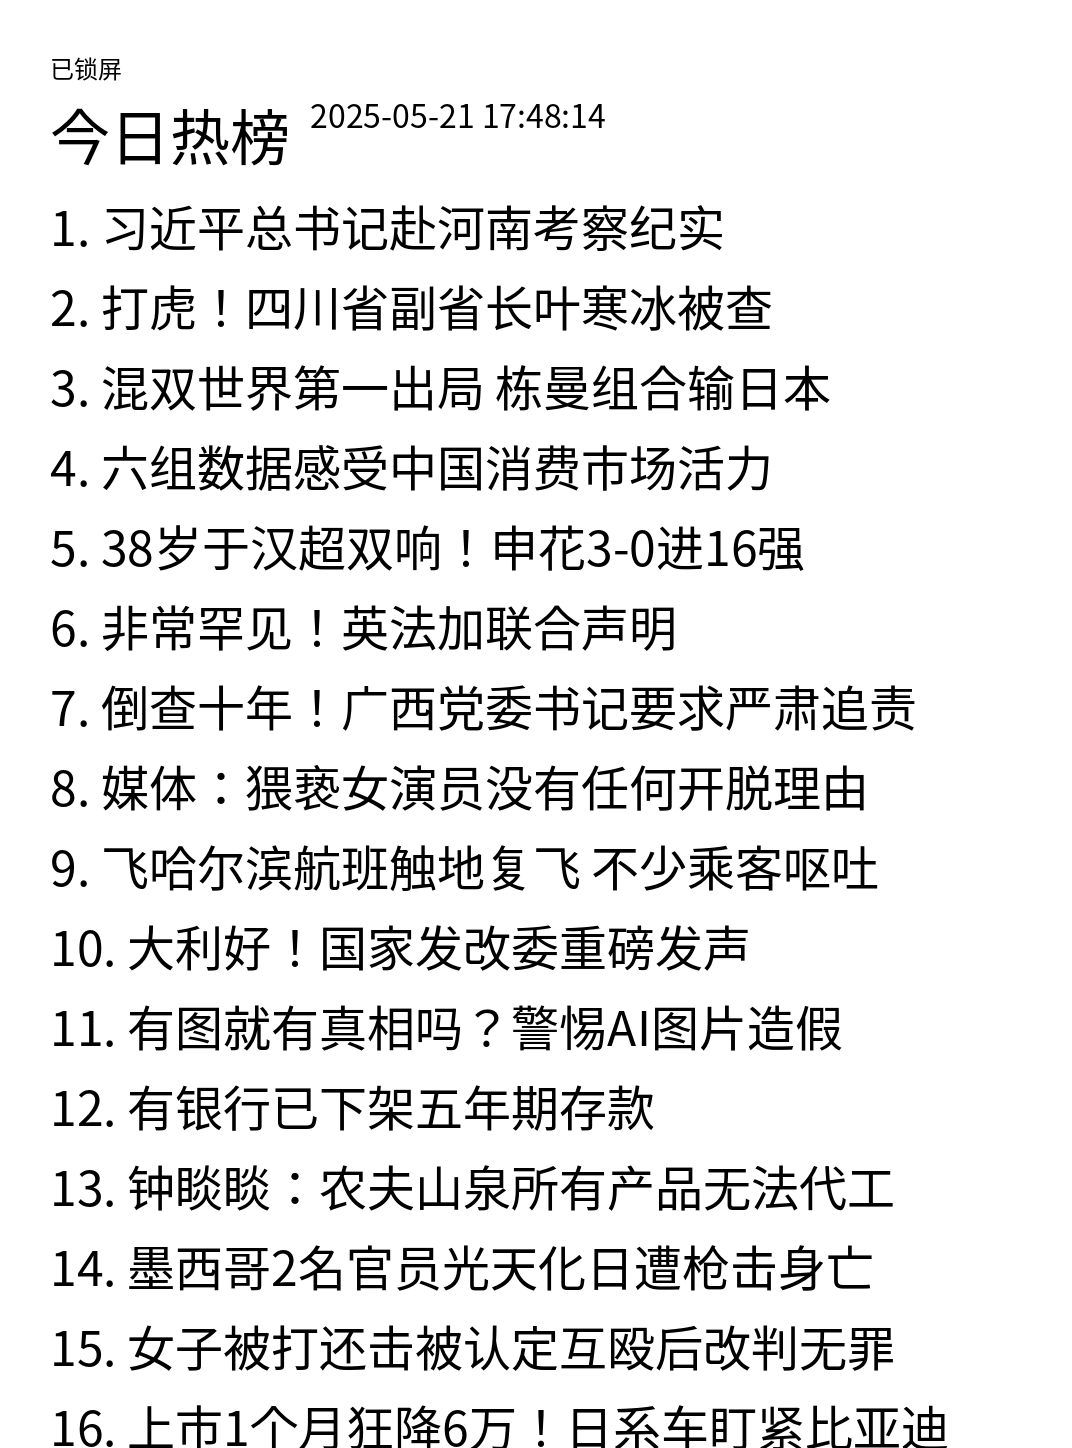 已锁屏
今日热榜 2025-05-21 17:48:14
1. 习近平总书记赴河南考察纪实
2. 打虎！四川省副省长叶寒冰被查
3. 混双世界第一出局 栋曼组合输日本
4. 六组数据感受中国消费市场活力
5. 38岁于汉超双响！申花3-0进16强
6. 非常罕见！英法加联合声明
7. 倒查十年！广西党委书记要求严肃追责
8. 媒体：猥亵女演员没有任何开脱理由
9. 飞哈尔滨航班触地复飞 不少乘客呕吐
10. 大利好！国家发改委重磅发声
11. 有图就有真相吗？警惕AI图片造假
12. 有银行已下架五年期存款
13. 钟睒睒：农夫山泉所有产品无法代工
14. 墨西哥2名官员光天化日遭枪击身亡
15. 女子被打还击被认定互殴后改判无罪
16. 上市1个月狂降6万！日系车盯紧比亚迪